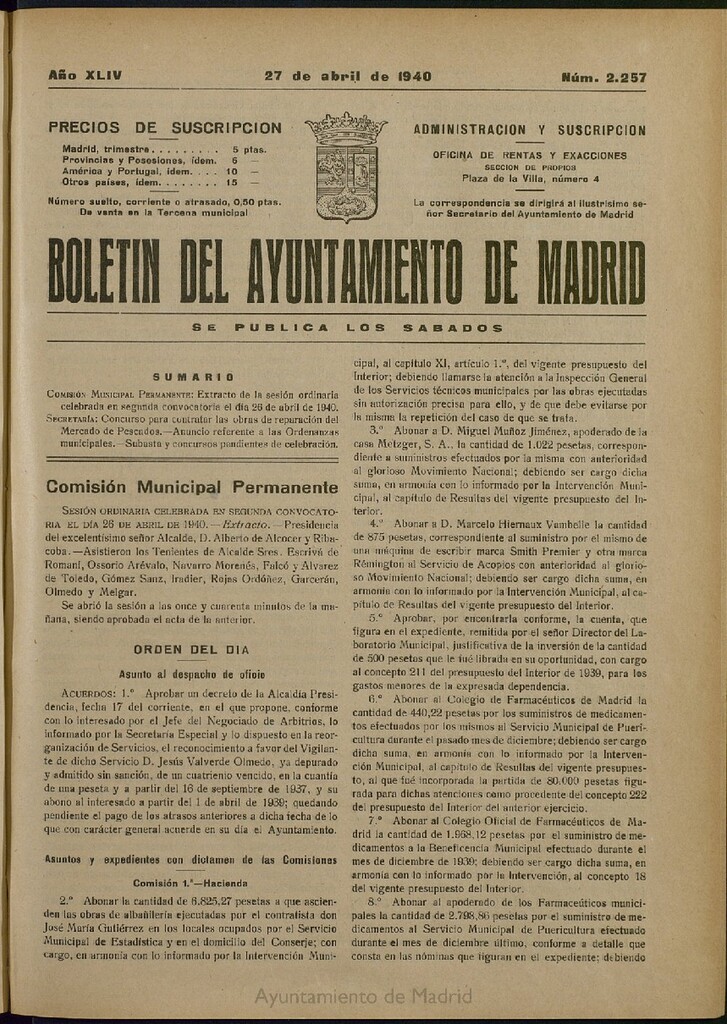 Año XLIV 27 de abril de 1940 Núm. 2.257
PRECIOS DE SUSCRIPCION
Madrid, trimestre . . . . . . . . . 5 ptas.
Provincias y Posesiones, ídem. 6 —
América y Portugal, ídem. . . . 10 —
Otros países, ídem. . . . . . . . . 15 —
Número suelto, corriente o atrasado, 0,50 ptas.
De venta en la Tercena municipal
ADMINISTRACION Y SUSCRIPCION
OFICINA DE RENTAS Y EXACCIONES
SECCION DE PROPIOS
Plaza de la Villa, número 4
La correspondencia se dirigirá al ilustrísimo se-
ñor Secretario del Ayuntamiento de Madrid
BOLETIN DEL AYUNTAMIENTO DE MADRID
SE PUBLICA LOS SABADOS
SUMARIO
COMISIÓN MUNICIPAL PERMANENTE: Extracto de la sesión ordinaria
celebrada en segunda convocatoria el día 26 de abril de 1940.
SECRETARÍA: Concurso para contratar las obras de reparación del
Mercado de Pescados.—Anuncio referente a las Ordenanzas
municipales.—Subasta y concursos pendientes de celebración.
Comisión Municipal Permanente
SESIÓN ORDINARIA CELEBRADA EN SEGUNDA CONVOCATO-
RIA EL DÍA 26 DE ABRIL DE 1940.—Extracto.—Presidencia
del excelentísimo señor Alcalde, D. Alberto de Alcocer y Riba-
coba.—Asistieron los Tenientes de Alcalde Sres. Escrivá de
Romaní, Ossorio Arévalo, Navarro Morenés, Falcó y Alvarez
de Toledo, Gómez Sanz, Iradier, Rojas Ordóñez, Garcerán,
Olmedo y Melgar.
Se abrió la sesión a las once y cuarenta minutos de la ma-
ñana, siendo aprobada el acta de la anterior.
ORDEN DEL DIA
Asunto al despacho de oficio
ACUERDOS: 1.º Aprobar un decreto de la Alcaldía Presi-
dencia, fecha 17 del corriente, en el que propone, conforme
con lo interesado por el Jefe del Negociado de Arbitrios, lo
informado por la Secretaría Especial y lo dispuesto en la reor-
ganización de Servicios, el reconocimiento a favor del Vigilan-
te de dicho Servicio D. Jesús Valverde Olmedo, ya depurado
y admitido sin sanción, de un cuatrienio vencido, en la cuantía
de una peseta y a partir del 16 de septiembre de 1937, y su
abono al interesado a partir del 1 de abril de 1939; quedando
pendiente el pago de los atrasos anteriores a dicha fecha de lo
que con carácter general acuerde en su día el Ayuntamiento.
Asuntos y expedientes con dictamen de las Comisiones
Comisión 1.ª—Hacienda
2.º Abonar la cantidad de 6.825,27 pesetas a que ascien-
den las obras de albañilería ejecutadas por el contratista don
José María Gutiérrez en los locales ocupados por el Servicio
Municipal de Estadística y en el domicilio del Conserje; con
cargo, en armonía con lo informado por la Intervención Muni-
cipal, al capítulo XI, artículo 1.º, del vigente presupuesto del
Interior; debiendo llamarse la atención a la Inspección General
de los Servicios técnicos municipales por las obras ejecutadas
sin autorización precisa para ello, y de que debe evitarse por
la misma la repetición del caso de que se trata.
3.º Abonar a D. Miguel Muñoz Jiménez, apoderado de la
casa Metzger, S. A., la cantidad de 1.022 pesetas, correspon-
diente a suministros efectuados por la misma con anterioridad
al glorioso Movimiento Nacional; debiendo ser cargo dicha
suma, en armonía con lo informado por la Intervención Muni-
cipal, al capítulo de Resultas del vigente presupuesto del In-
terior.
4.º Abonar a D. Marcelo Hiernaux Vambelle la cantidad
de 875 pesetas, correspondiente al suministro por el mismo de
una máquina de escribir marca Smith Premier y otra marca
Rémington al Servicio de Acopios con anterioridad al glorio-
so Movimiento Nacional; debiendo ser cargo dicha suma, en
armonía con lo informado por la Intervención Municipal, al ca-
pítulo de Resultas del vigente presupuesto del Interior.
5.º Aprobar, por encontrarla conforme, la cuenta, que
figura en el expediente, remitida por el señor Director del La-
boratorio Municipal, justificativa de la inversión de la cantidad
de 500 pesetas que le fué librada en su oportunidad, con cargo
al concepto 211 del presupuesto del Interior de 1939, para
los gastos menores de la expresada dependencia.
6.º Abonar al Colegio de Farmacéuticos de Madrid la
cantidad de 440,22 pesetas por los suministros de medicamen-
tos efectuados por los mismos al Servicio Municipal de Pueri-
cultura durante el pasado mes de diciembre; debiendo ser cargo
dicha suma, en armonía con lo informado por la Interven-
ción Municipal, al capítulo de Resultas del vigente presupues-
to, al que fué incorporada la partida de 80.000 pesetas figu-
rada para dichas atenciones como procedente del concepto 222
del presupuesto del Interior del anterior ejercicio.
7.º Abonar al Colegio Oficial de Farmacéuticos de Ma-
drid la cantidad de 1.968,12 pesetas por el suministro de me-
dicamentos a la Beneficencia Municipal efectuado durante el
mes de diciembre de 1939; debiendo ser cargo dicha suma, en
armonía con lo informado por la Intervención, al concepto 18
del vigente presupuesto del Interior.
8.º Abonar al apoderado de los Farmacéuticos munici-
pales la cantidad de 2.798,86 pesetas por el suministro de me-
dicamentos al Servicio Municipal de Puericultura efectuado
durante el mes de diciembre último, conforme a detalle que
consta en las nóminas que figuran en el expediente; debiendo
Ayuntamiento de Madrid